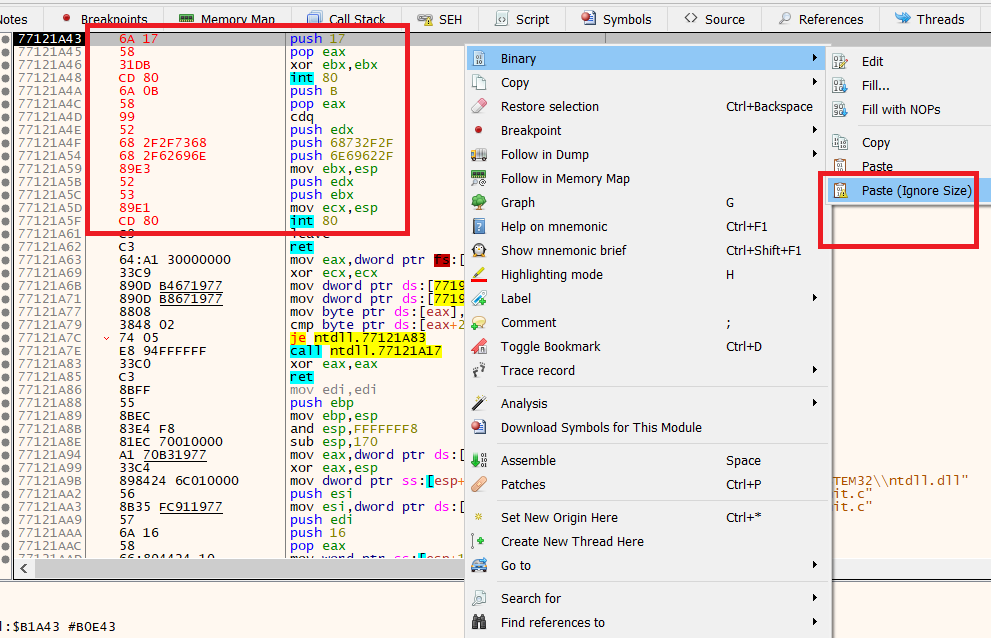 otes Breakpoints Memory Map Call Stack SEH Script Symbols Source References Threads
77121A43 6A 17 push 17
77121A45 58 pop eax
77121A46 31DB xor ebx,ebx
77121A48 CD 80 int 80
77121A4A 6A 0B push B
77121A4C 58 pop eax
77121A4D 99 cdq
77121A4E 52 push edx
77121A4F 68 2F2F7368 push 68732F2F
77121A54 68 2F62696E push 6E69622F
77121A59 89E3 mov ebx,esp
77121A5B 52 push edx
77121A5C 53 push ebx
77121A5D 89E1 mov ecx,esp
77121A5F CD 80 int 80
77121A61
77121A62 C3 ret
77121A63 64:A1 30000000 mov eax,dword ptr fs:[
33C9 xor ecx,ecx
77121A6B 890D B4671977 mov dword ptr ds:[7719
77121A71 890D B8671977 mov dword ptr ds:[7719
77121A77 8808 mov byte ptr ds:[eax],
77121A79 3848 02 cmp byte ptr ds:[eax+2
77121A7C 74 05 je ntdll.77121A83
77121A7E E8 94FFFFFF call ntdll.77121A17
77121A83 33C0 xor eax,eax
77121A85 C3 ret
77121A86 8BFF mov edi,edi
77121A88 55 push ebp
77121A89 8BEC mov ebp,esp
77121A8B 83E4 F8 and esp,FFFFFFF8
77121A8E 81EC 70010000 sub esp,170
77121A94 A1 70B31977 mov eax,dword ptr ds:[
77121A99 33C4 xor eax,esp
77121A9B 898424 6C010000 mov dword ptr ss:[esp+
77121AA2 56 push esi
77121AA3 8B35 FC911977 mov esi,dword ptr ds:[
77121AA9 57 push edi
77121AAA 6A 16 push 16
77121AAC 58 pop eax
Binary
Copy
Restore selection Ctrl+Backspace
Breakpoint
Follow in Dump
Follow in Memory Map
Graph G
Help on mnemonic Ctrl+F1
Show mnemonic brief Ctrl+Shift+F1
Highlighting mode H
Label
Comment ;
Toggle Bookmark Ctrl+D
Trace record
Analysis
Download Symbols for This Module
Assemble Space
Patches Ctrl+P
Set New Origin Here Ctrl+*
Create New Thread Here
Go to
Search for
Find references to
Edit
Fill...
Fill with NOPs
Copy
Paste
Paste (Ignore Size)
TEM32\\ntdll.dll"
it.c"
it.c"
l:$B1A43 #B0E43